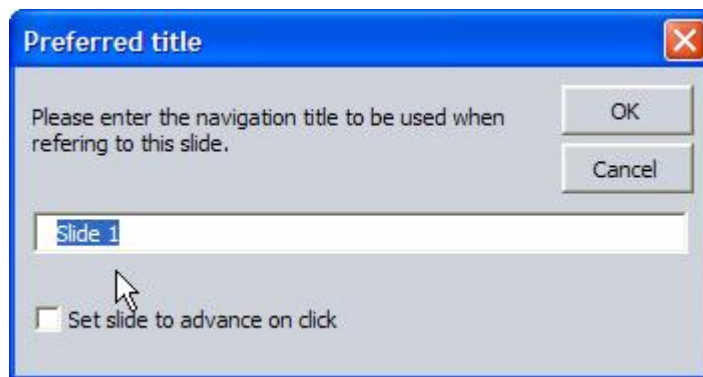 Preferred title
Please enter the navigation title to be used when
refering to this slide.
OK
Cancel
Slide 1
Set slide to advance on click